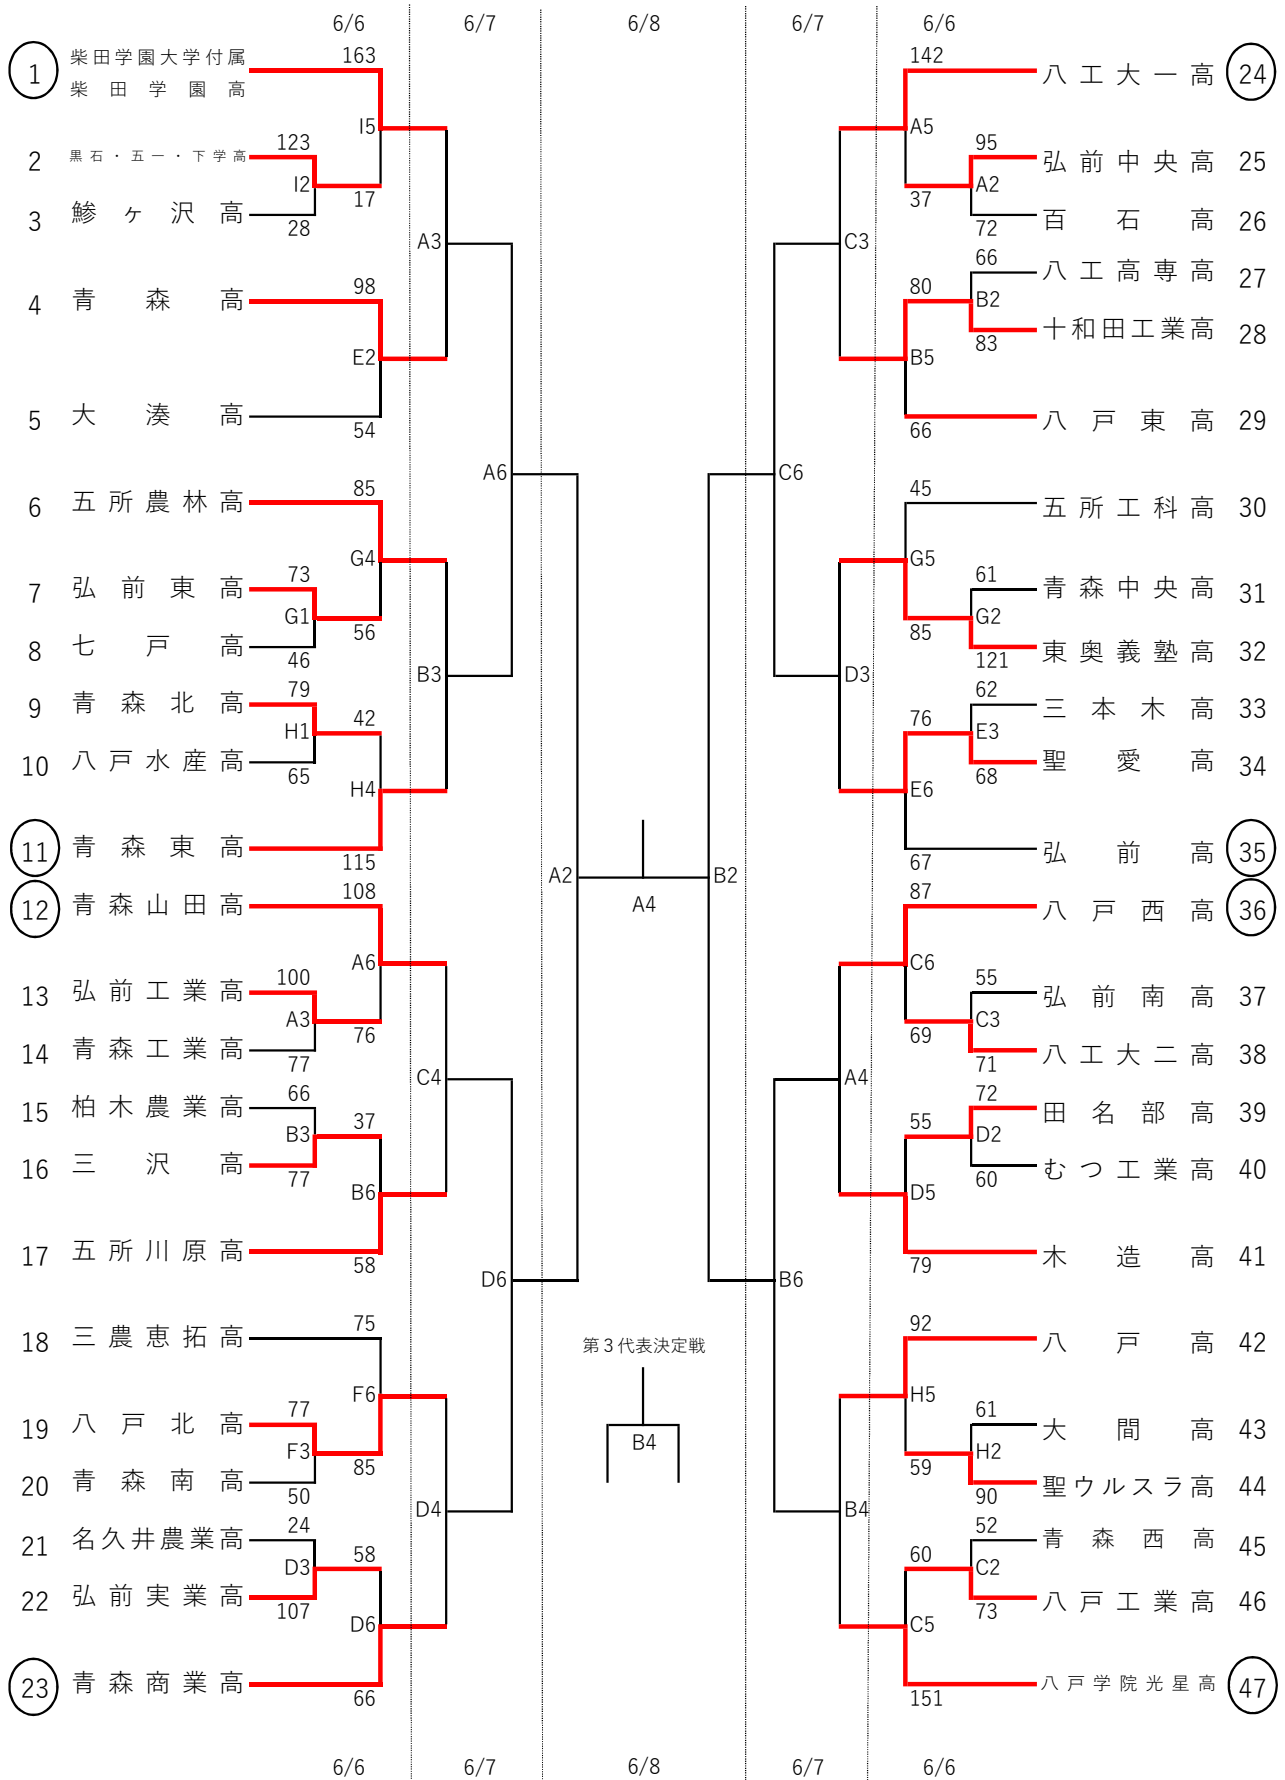 6/6 6/7 6/8 6/7 6/6
1 柴田学園大学付属 163
柴田学園高
I5
2 黒石・五一・下学高 123
I2
17
3 鰺ヶ沢高 28
A3
4 青森高 98
E2
5 大湊高 54
A6
6 五所農林高 85
G4
7 弘前東高 73
G1
56
8 七戸高 46
B3
9 青森北高 79
42
H1
10 八戸水産高 65
H4
11 青森東高 115
A2
12 青森山田高 108
A6
13 弘前工業高 100
A3
76
14 青森工業高 77
C4
15 柏木農業高 66
37
B3
16 三沢高 77
B6
17 五所川原高 58
D6
18 三農恵拓高 75
F6
19 八戸北高 77
F3
85
20 青森南高 50
D4
21 名久井農業高 24
58
D3
22 弘前実業高 107
D6
23 青森商業高 66
A4
第3代表決定戦
B4
142 八工大一高 24
A5
95 弘前中央高 25
A2
37
72 百石高 26
C3
66 八工高専高 27
80
B2
83 十和田工業高 28
B5
66 八戸東高 29
C6
45 五所工科高 30
G5
61 青森中央高 31
G2
85
121 東奥義塾高 32
D3
62 三本木高 33
76
E3
68 聖愛高 34
E6
67 弘前高 35
B2
87 八戸西高 36
C6
55 弘前南高 37
C3
69
71 八工大二高 38
A4
72 田名部高 39
55
D2
60 むつ工業高 40
D5
79 木造高 41
B6
92 八戸高 42
H5
61 大間高 43
H2
59
90 聖ウルスラ高 44
B4
52 青森西高 45
60
C2
73 八戸工業高 46
C5
151 八戸学院光星高 47
6/6 6/7 6/8 6/7 6/6